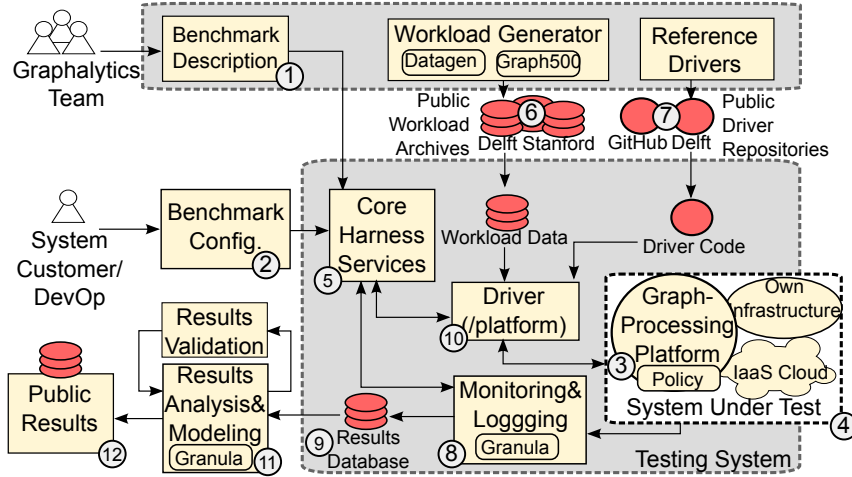 Graphalytics
Team
Benchmark
Description
1
Workload Generator
Datagen
Graph500
Reference
Drivers
Public
Workload
Archives
6
Delft Stanford
7
GitHub Delft
Public
Driver
Repositories
System
Customer/
DevOp
Benchmark
Config.
2
Core
Harness
Services
5
Workload Data
Driver Code
Driver
(/platform)
10
Graph-
Processing
Platform
3
Policy
Own
Infrastructure
IaaS Cloud
System Under Test
4
Results
Validation
Public
Results
12
Results
Analysis&
Modeling
Granula
11
9
Results
Database
Monitoring&
Loggging
8
Granula
Testing System